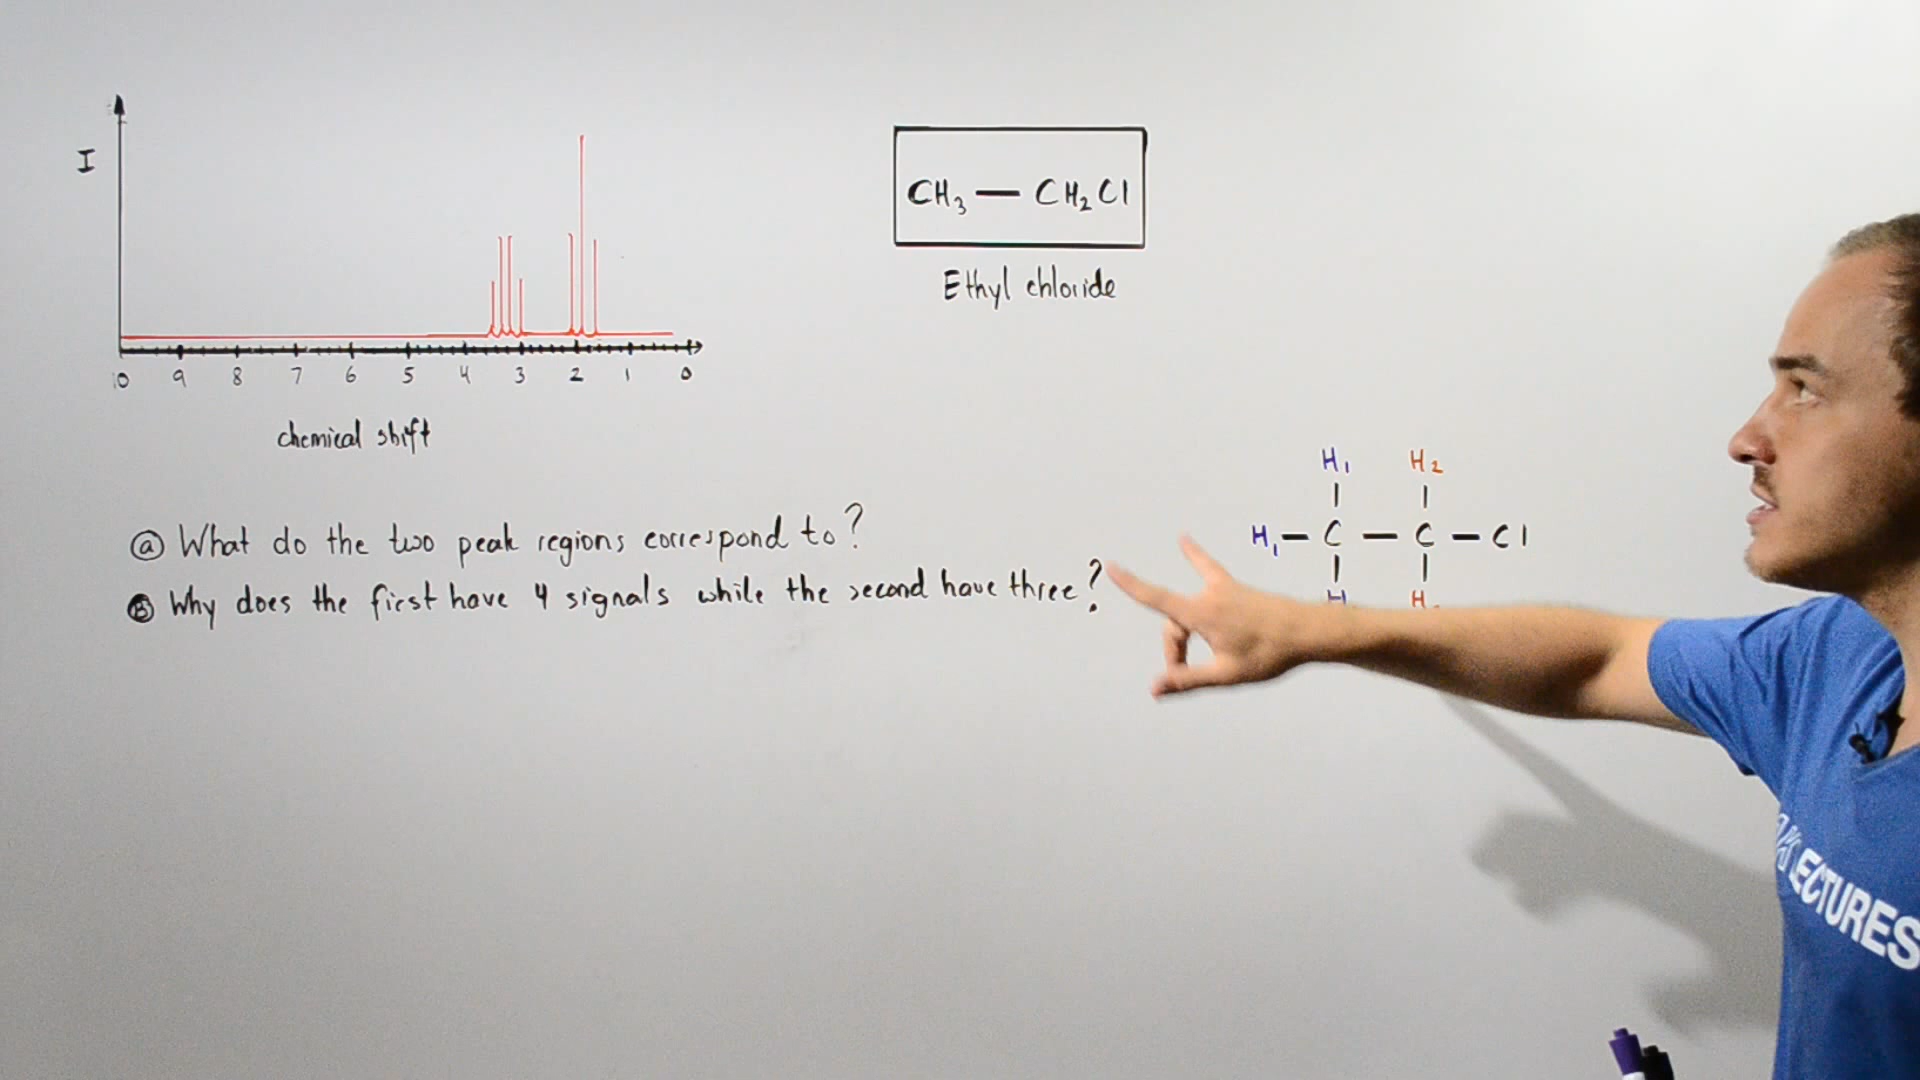 I
10 9 8 7 6 5 4 3 2 1 0
chemical shift
CH3 — CH2Cl
Ethyl chloride
ⓐ What do the two peak regions correspond to?
Ⓑ Why does the first have 4 signals while the second have three?
H1 H2
H1 — C — C — Cl
H H
LECTURES